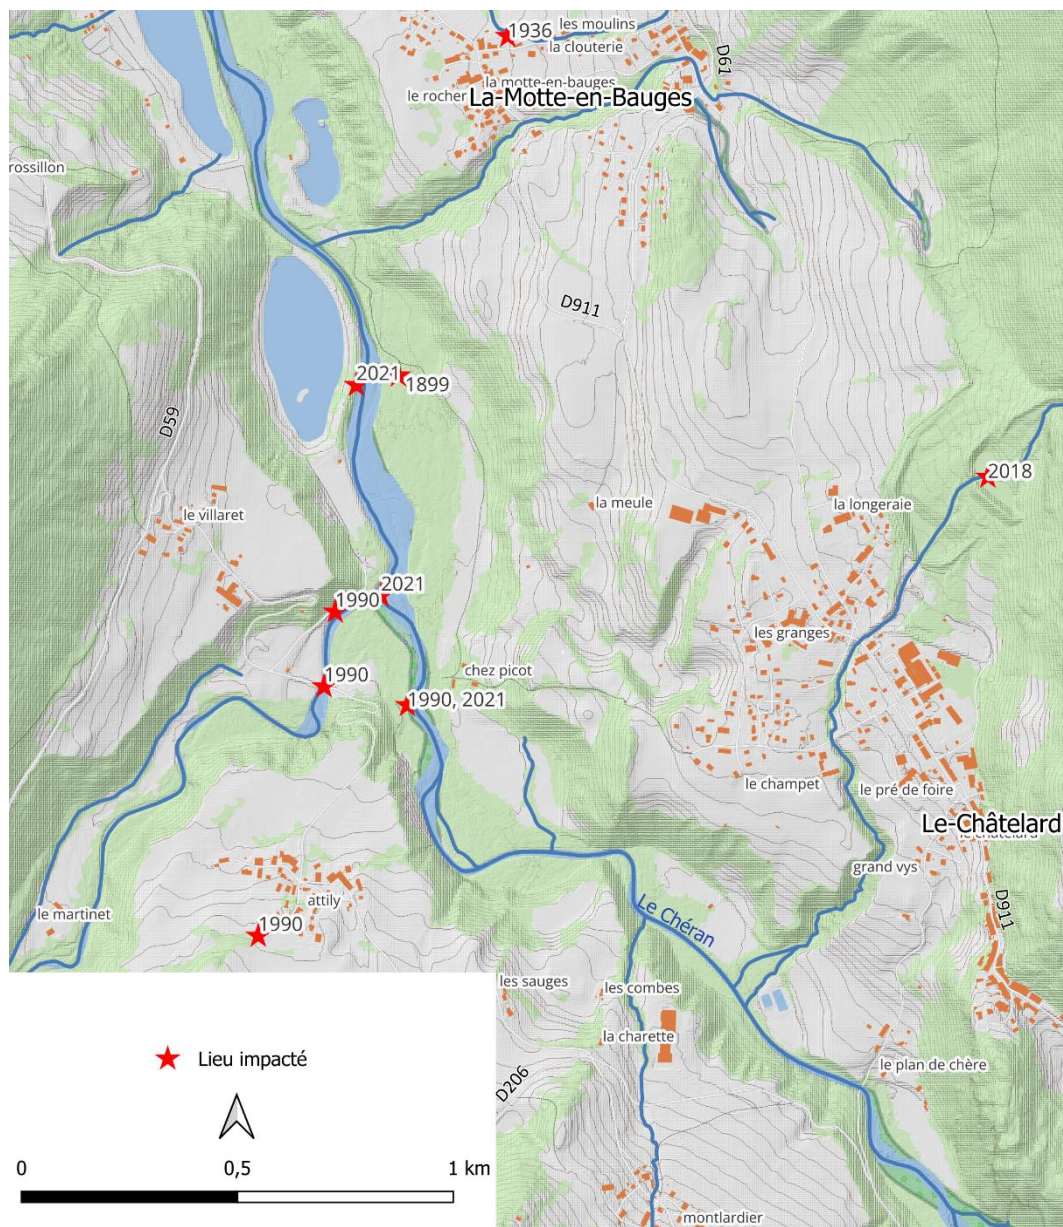 les moulins
1936
la clouterie
D61
la motte-en-bauges
le rocher
La-Motte-en-Bauges
rossillon
D911
2021
1899
D59
2018
la meule
la longeraie
le villaret
2021
1990
les granges
chez picot
1990
1990, 2021
le champet
le pré de foire
Le-Châtelard
le châtelard
grand vys
attily
le martinet
1990
D911
Le Chéran
les sauges
les combes
la charette
Lieu impacté
le plan de chère
D206
0
0,5
1 km
montlardier